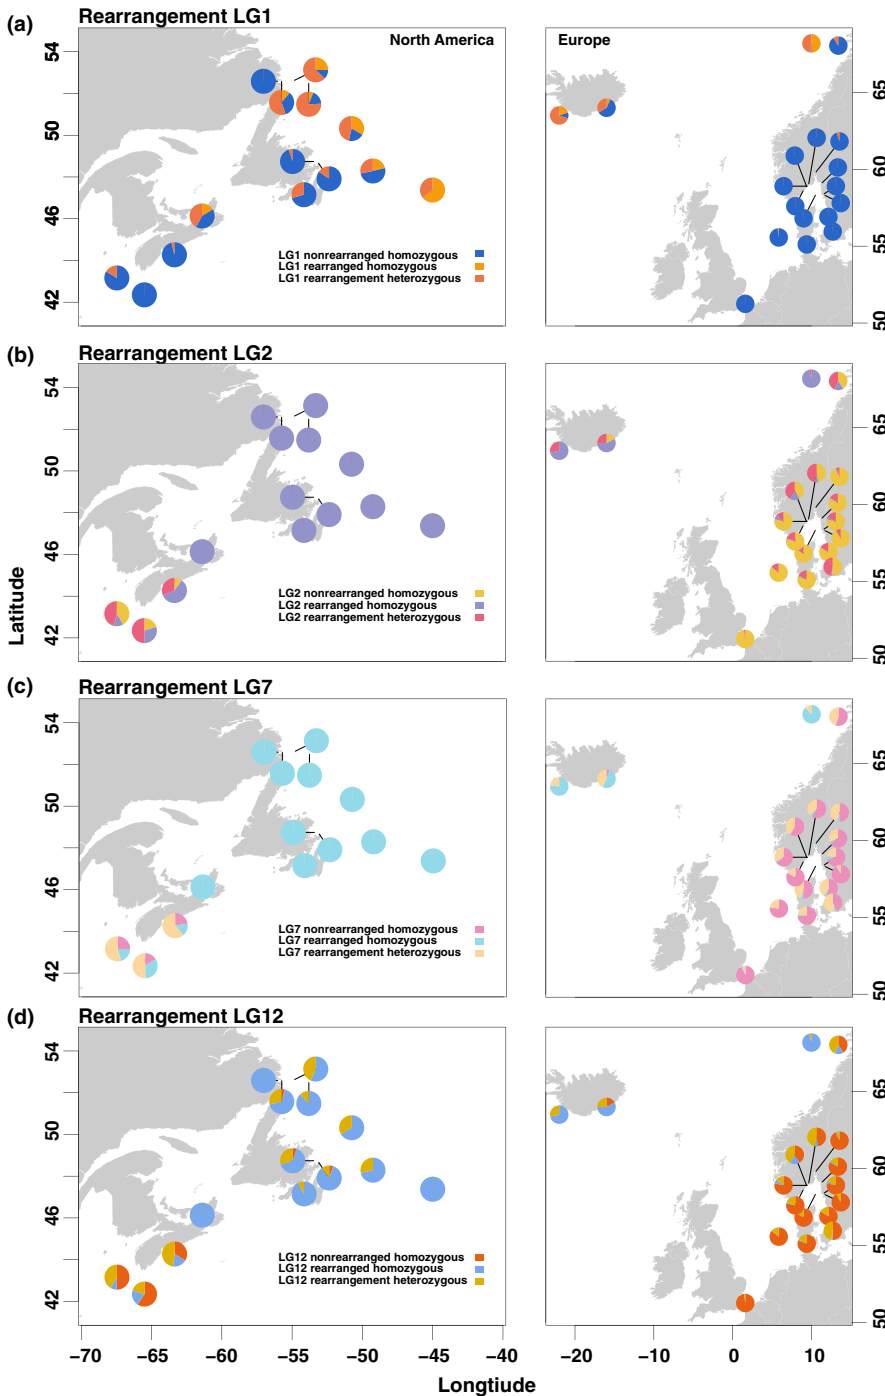 (a) Rearrangement LG1
North America
Europe
54
50
46
42
65
60
55
50
LG1 nonrearranged homozygous
LG1 rearranged homozygous
LG1 rearrangement heterozygous
(b) Rearrangement LG2
54
50
46
42
65
60
55
50
LG2 nonrearranged homozygous
LG2 rearranged homozygous
LG2 rearrangement heterozygous
Latitude
(c) Rearrangement LG7
54
50
46
42
65
60
55
50
LG7 nonrearranged homozygous
LG7 rearranged homozygous
LG7 rearrangement heterozygous
(d) Rearrangement LG12
54
50
46
42
65
60
55
50
LG12 nonrearranged homozygous
LG12 rearranged homozygous
LG12 rearrangement heterozygous
−70 −65 −60 −55 −50 −45 −40 −20 −10 0 10
Longtiude